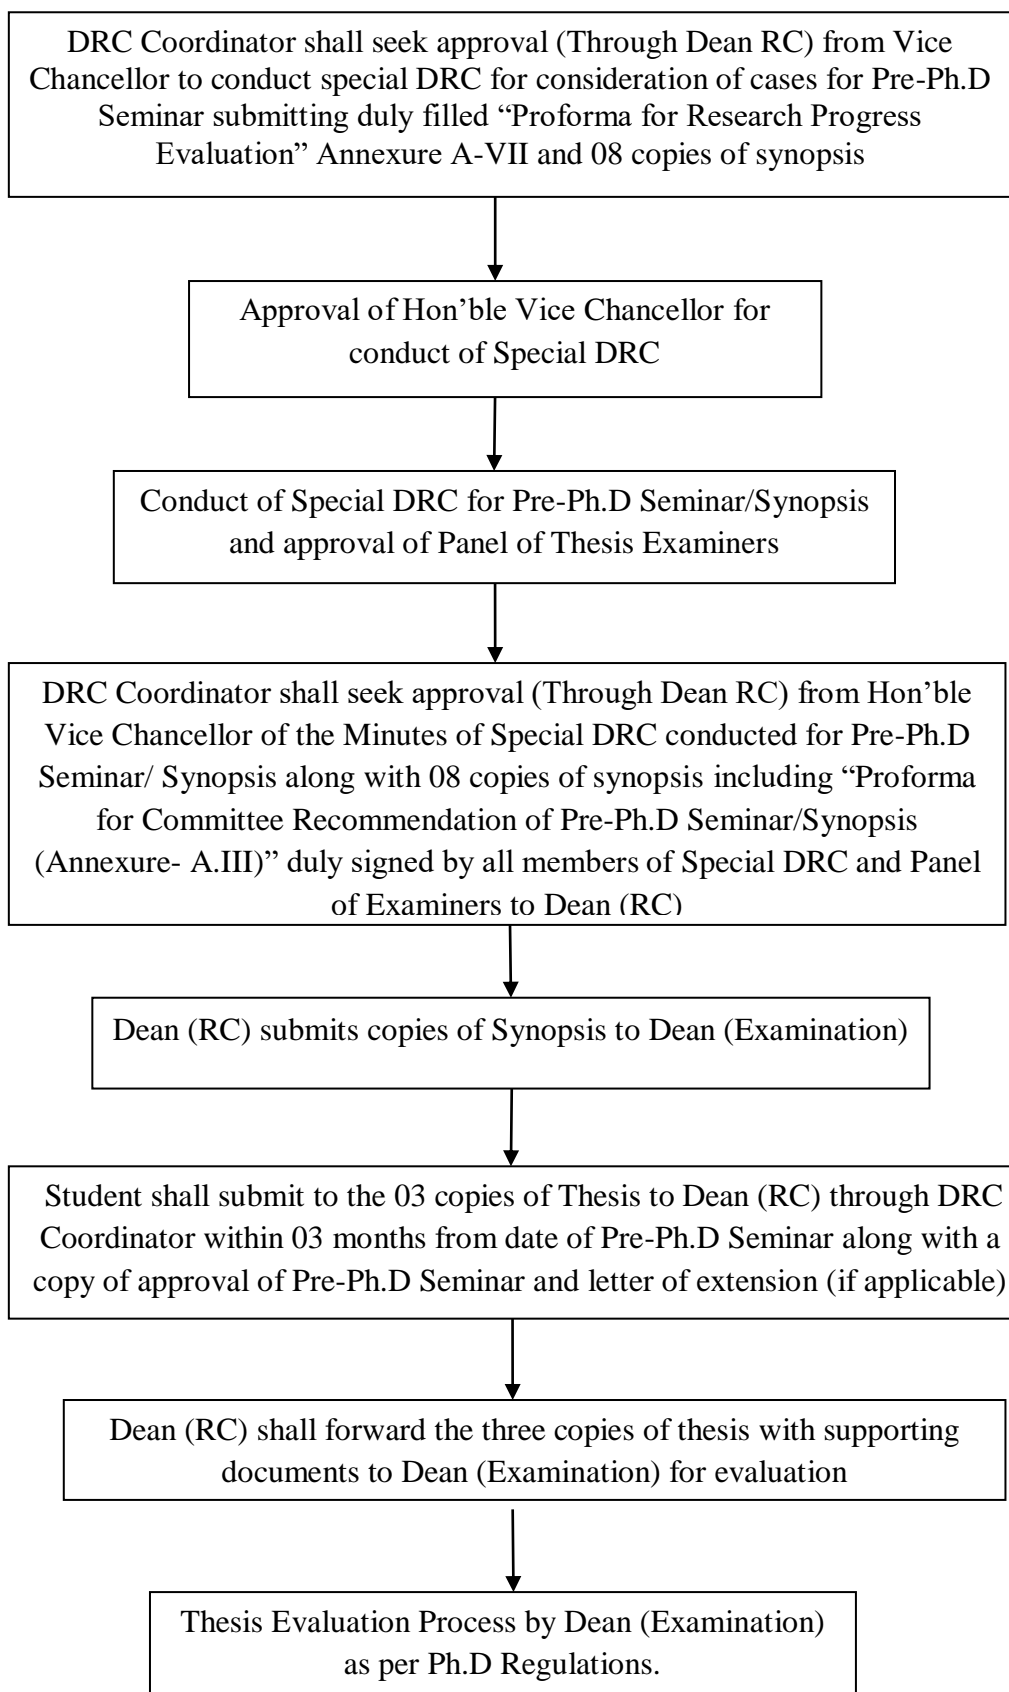 DRC Coordinator shall seek approval (Through Dean RC) from Vice
Chancellor to conduct special DRC for consideration of cases for Pre-Ph.D
Seminar submitting duly filled “Proforma for Research Progress
Evaluation” Annexure A-VII and 08 copies of synopsis
Approval of Hon’ble Vice Chancellor for
conduct of Special DRC
Conduct of Special DRC for Pre-Ph.D Seminar/Synopsis
and approval of Panel of Thesis Examiners
DRC Coordinator shall seek approval (Through Dean RC) from Hon’ble
Vice Chancellor of the Minutes of Special DRC conducted for Pre-Ph.D
Seminar/ Synopsis along with 08 copies of synopsis including “Proforma
for Committee Recommendation of Pre-Ph.D Seminar/Synopsis
(Annexure- A.III)” duly signed by all members of Special DRC and Panel
of Examiners to Dean (RC)
Dean (RC) submits copies of Synopsis to Dean (Examination)
Student shall submit to the 03 copies of Thesis to Dean (RC) through DRC
Coordinator within 03 months from date of Pre-Ph.D Seminar along with a
copy of approval of Pre-Ph.D Seminar and letter of extension (if applicable)
Dean (RC) shall forward the three copies of thesis with supporting
documents to Dean (Examination) for evaluation
Thesis Evaluation Process by Dean (Examination)
as per Ph.D Regulations.